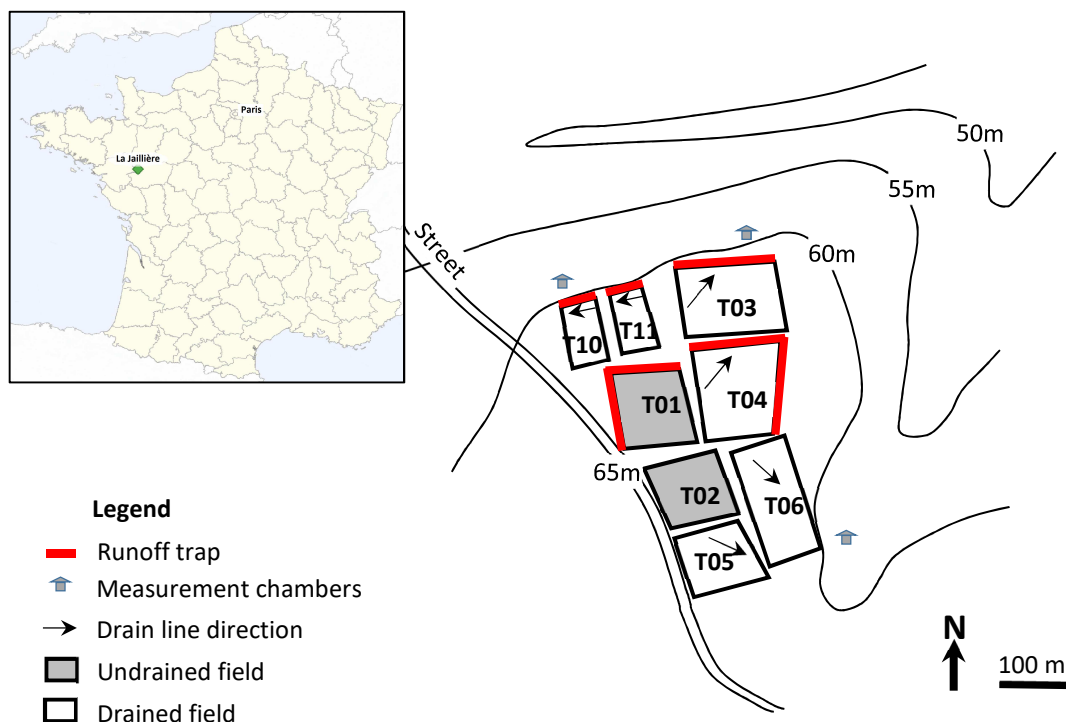 Paris
La Jaillière
Street
50m
55m
60m
T03
T11
T10
T01
T04
65m
T02
T06
T05
Legend
Runoff trap
Measurement chambers
Drain line direction
Undrained field
Drained field
N
100 m